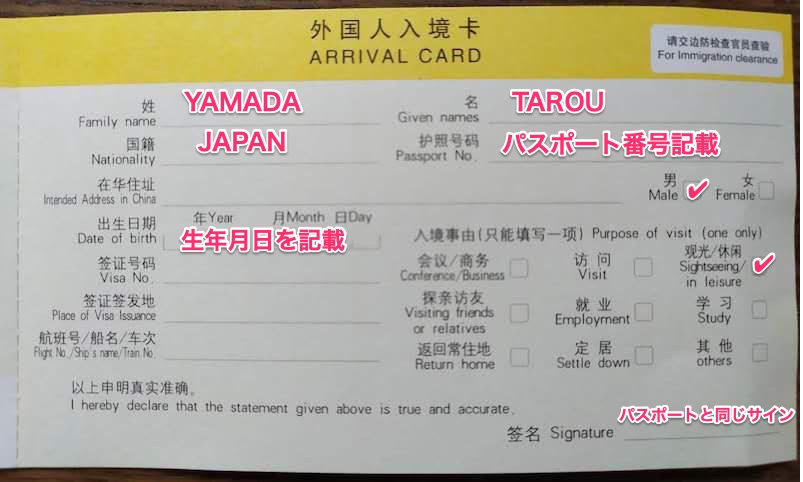 外国人入境卡
ARRIVAL CARD
请交边防检查官员查验
For Immigration clearance
姓
Family name
YAMADA
名
Given names
TAROU
国籍
Nationality
JAPAN
护照号码
Passport No.
パスポート番号記載
在华住址
Intended Address in China
男
Male ✔
女
Female
出生日期
Date of birth
年Year 月Month 日Day
生年月日を記載
入境事由(只能填写一项) Purpose of visit (one only)
签证号码
Visa No.
会议/商务
Conference/Business
访问
Visit
观光/休闲
Sightseeing/
in leisure
✔
签证签发地
Place of Visa Issuance
探亲访友
Visiting friends
or relatives
就业
Employment
学习
Study
航班号/船名/车次
Flight No./Ship's name/Train No.
返回常住地
Return home
定居
Settle down
其他
others
以上申明真实准确。
I hereby declare that the statement given above is true and accurate.
パスポートと同じサイン
签名 Signature